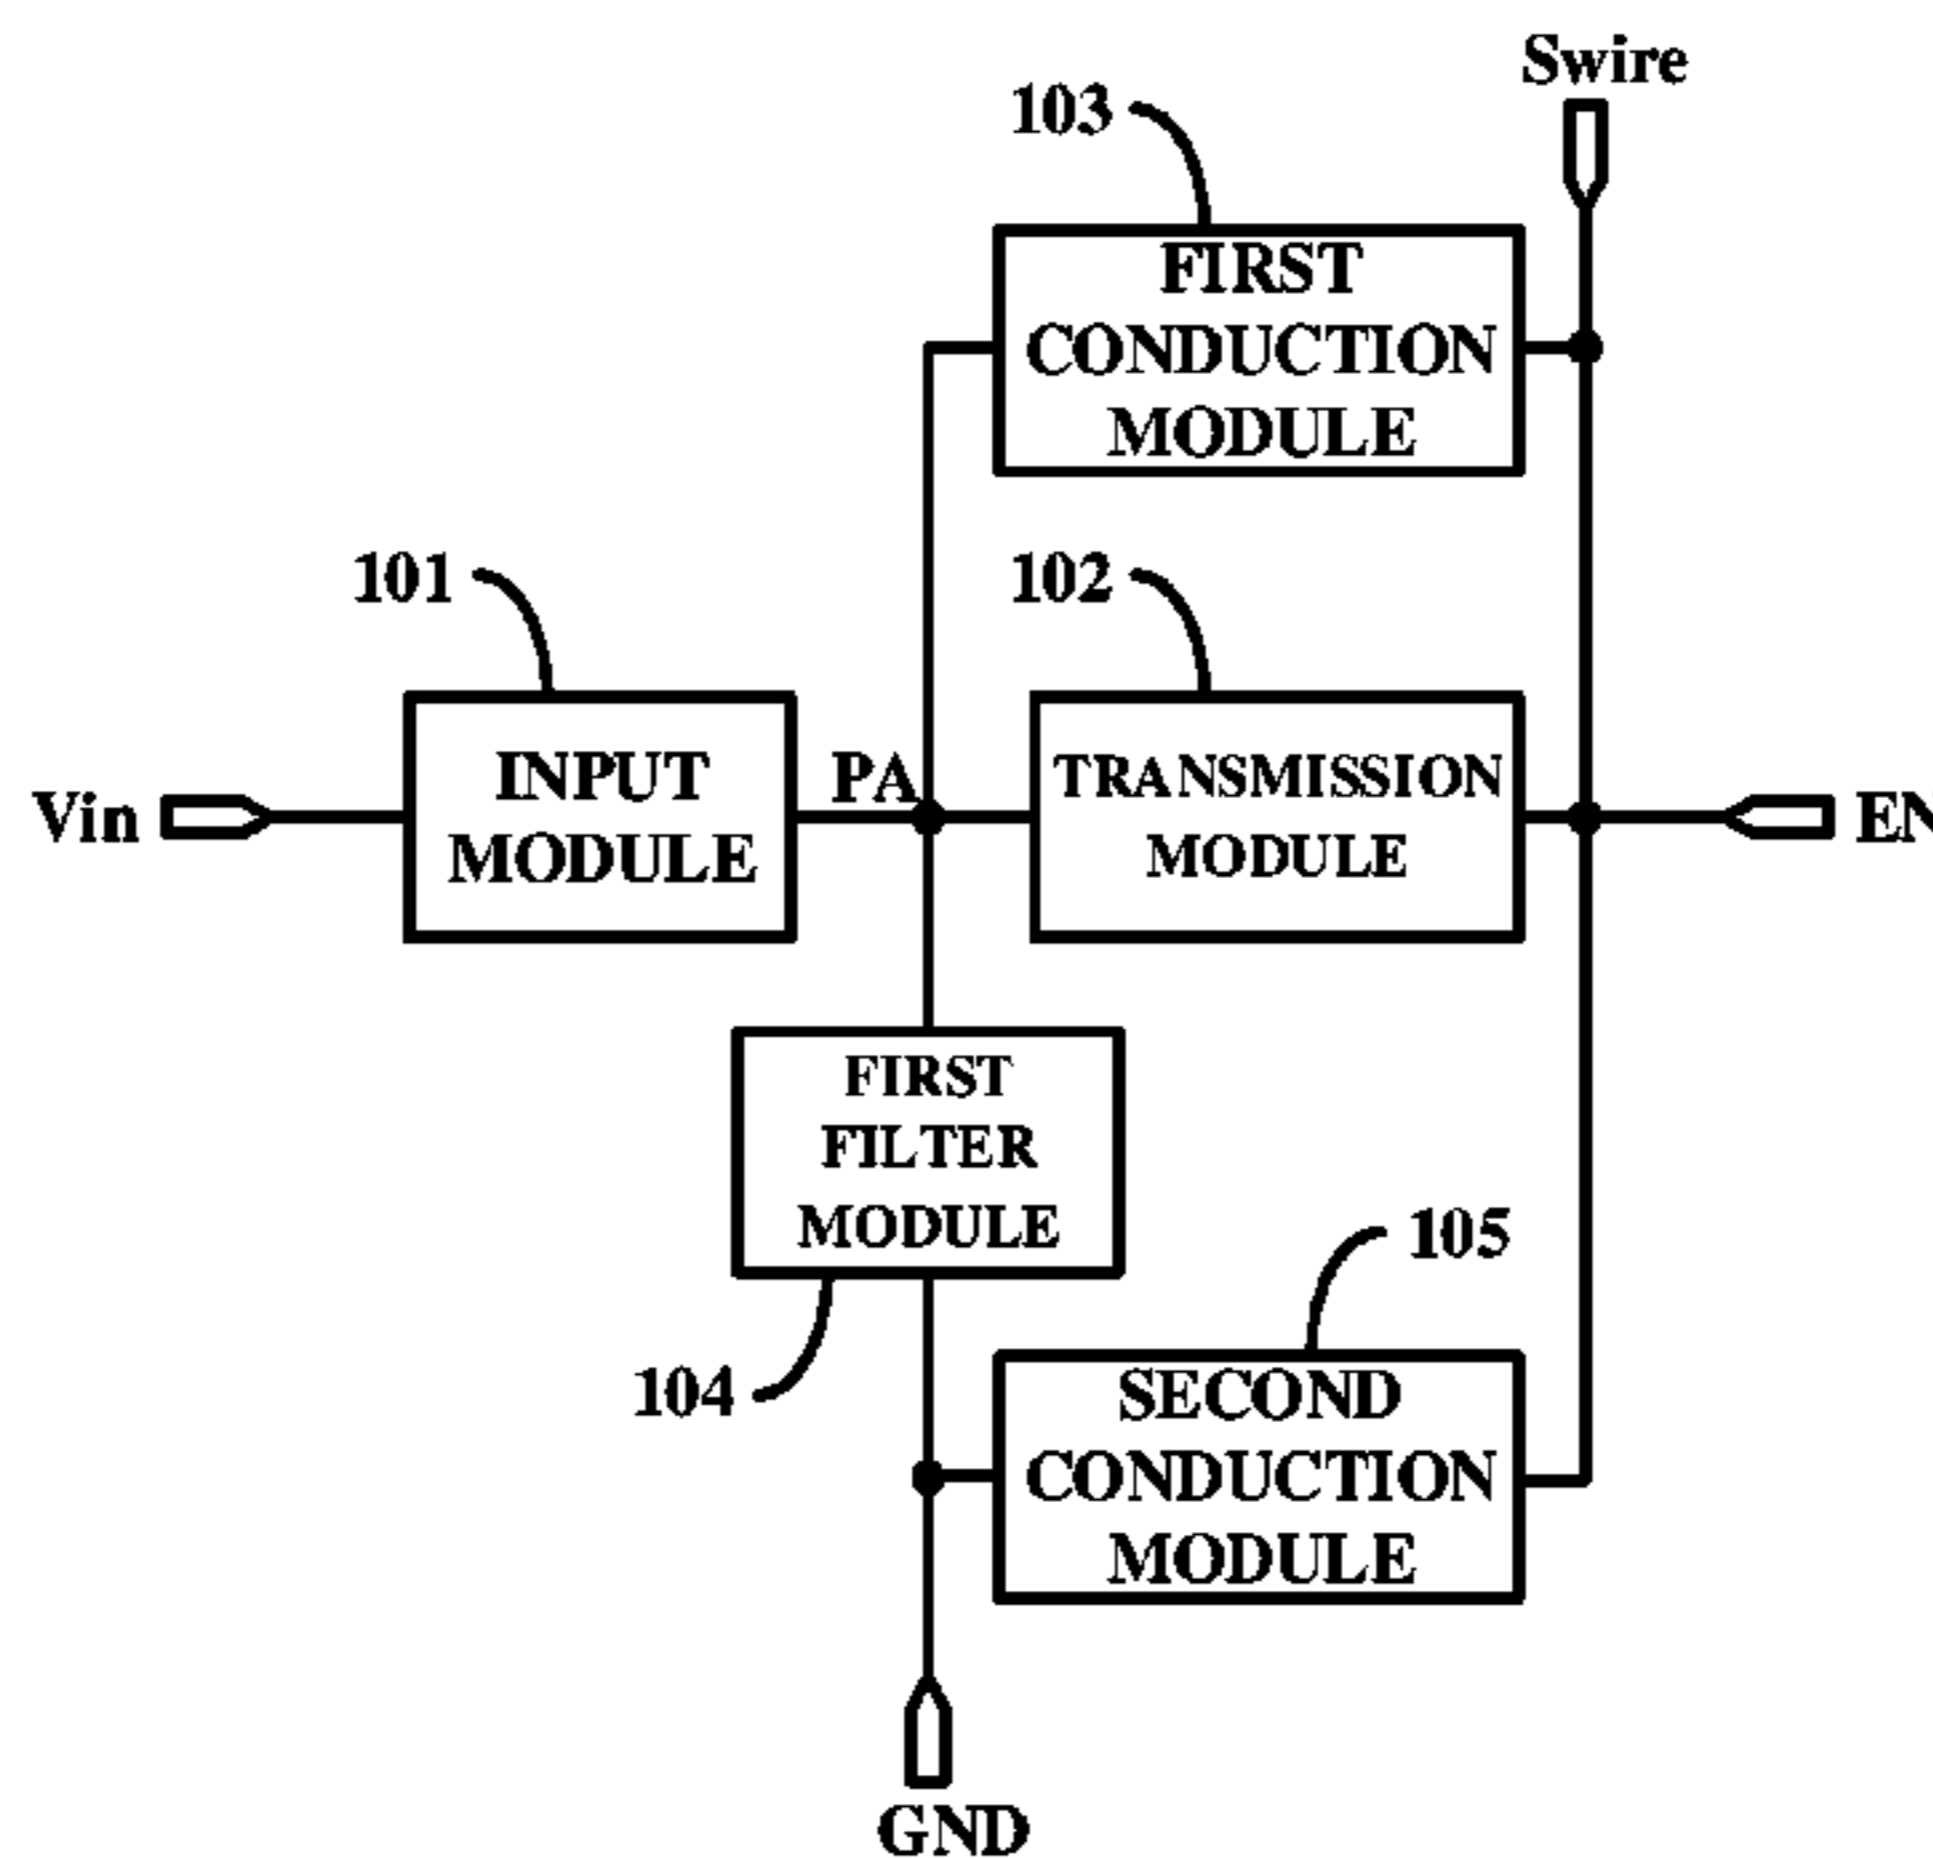 Swire
103
FIRST
CONDUCTION
MODULE
101
102
Vin
INPUT
MODULE
PA
TRANSMISSION
MODULE
EN
FIRST
FILTER
MODULE
105
104
SECOND
CONDUCTION
MODULE
GND